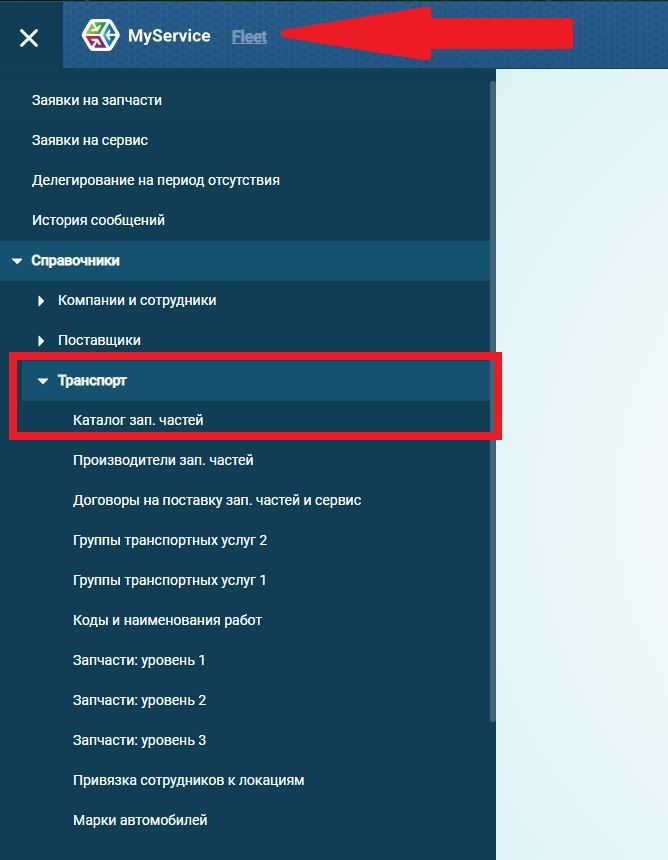 MyService Fleet
Заявки на запчасти
Заявки на сервис
Делегирование на период отсутствия
История сообщений
Справочники
Компании и сотрудники
Поставщики
Транспорт
Каталог зап. частей
Производители зап. частей
Договоры на поставку зап. частей и сервис
Группы транспортных услуг 2
Группы транспортных услуг 1
Коды и наименования работ
Запчасти: уровень 1
Запчасти: уровень 2
Запчасти: уровень 3
Привязка сотрудников к локациям
Марки автомобилей